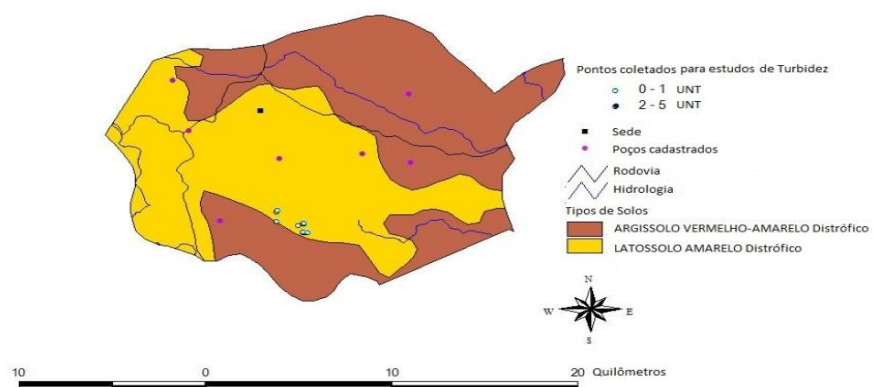 Pontos coletados para estudos de Turbidez
0 - 1 UNT
2 - 5 UNT
Sede
Poços cadastrados
Rodovia
Hidrologia
Tipos de Solos
ARGISSOLO VERMELHO-AMARELO Distrófico
LATOSSOLO AMARELO Distrófico
N
W E
S
10 0 10 20 Quilômetros